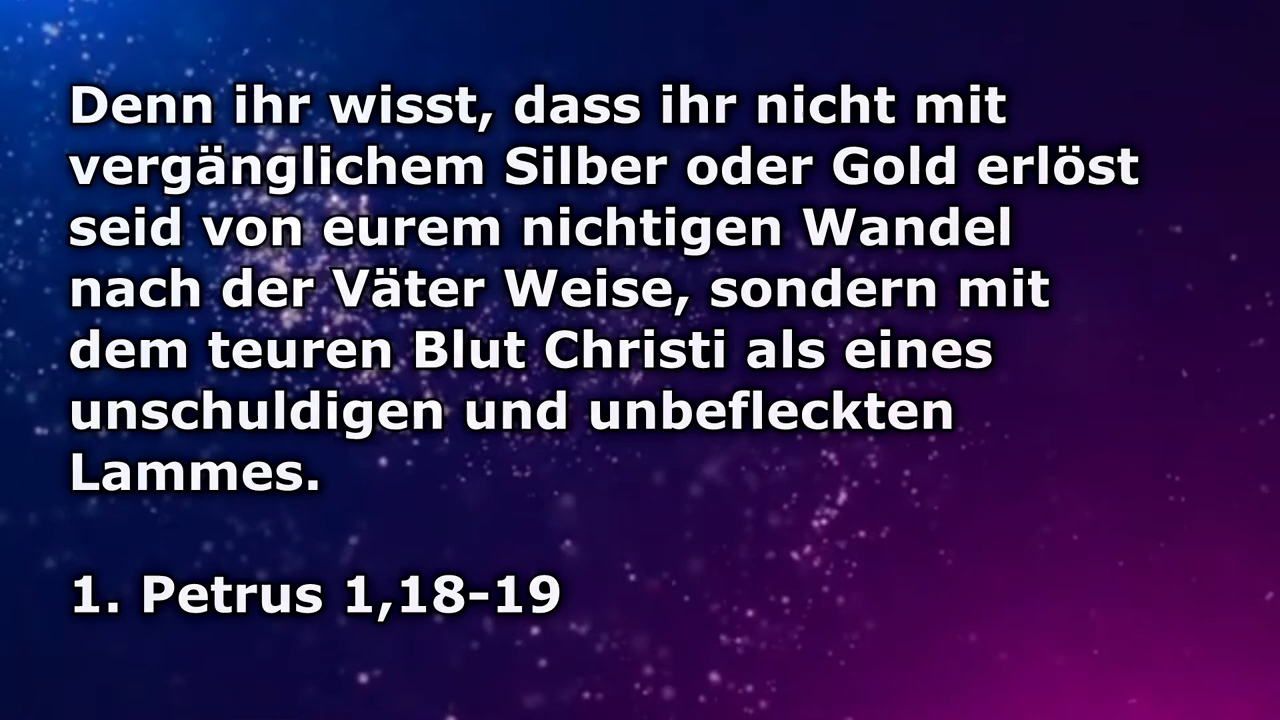 Denn ihr wisst, dass ihr nicht mit
vergänglichem Silber oder Gold erlöst
seid von eurem nichtigen Wandel
nach der Väter Weise, sondern mit
dem teuren Blut Christi als eines
unschuldigen und unbefleckten
Lammes.
1. Petrus 1,18-19